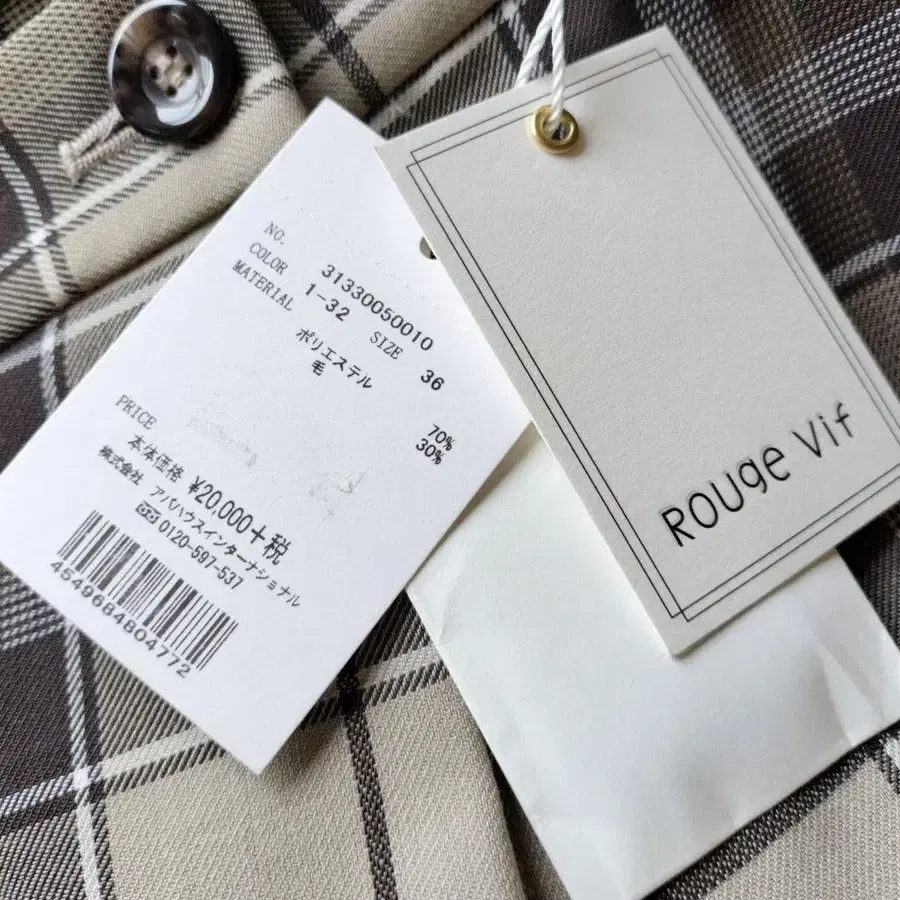 NO. 31330050010
COLOR 1-32 SIZE 36
MATERIAL
ポリエステル 70%
毛 30%
PRICE
本体価格 ¥20,000+税
株式会社 アバハウスインターナショナル
0120-597-537
4549684804772
ROUge Vif